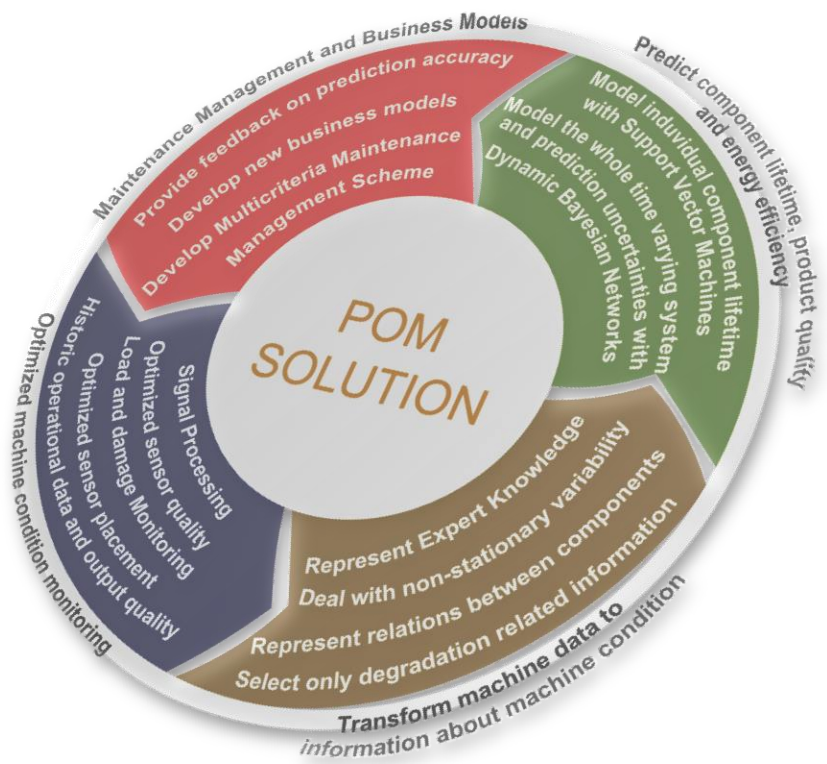 Maintenance Management and Business Models
Provide feedback on prediction accuracy
Develop new business models
Develop Multicriteria Maintenance
Management Scheme
Predict component lifetime, product quality
and energy efficiency
Model induvidual component lifetime
with Support Vector Machines
Model the whole time varying system
and prediction uncertainties with
Dynamic Bayesian Networks
POM
SOLUTION
Signal Processing
Optimized sensor quality
Load and damage Monitoring
Optimized sensor placement
Historic operational data and output quality
Optimized machine condition monitoring
Represent Expert Knowledge
Deal with non-stationary variability
Represent relations between components
Select only degradation related information
Transform machine data to
information about machine condition